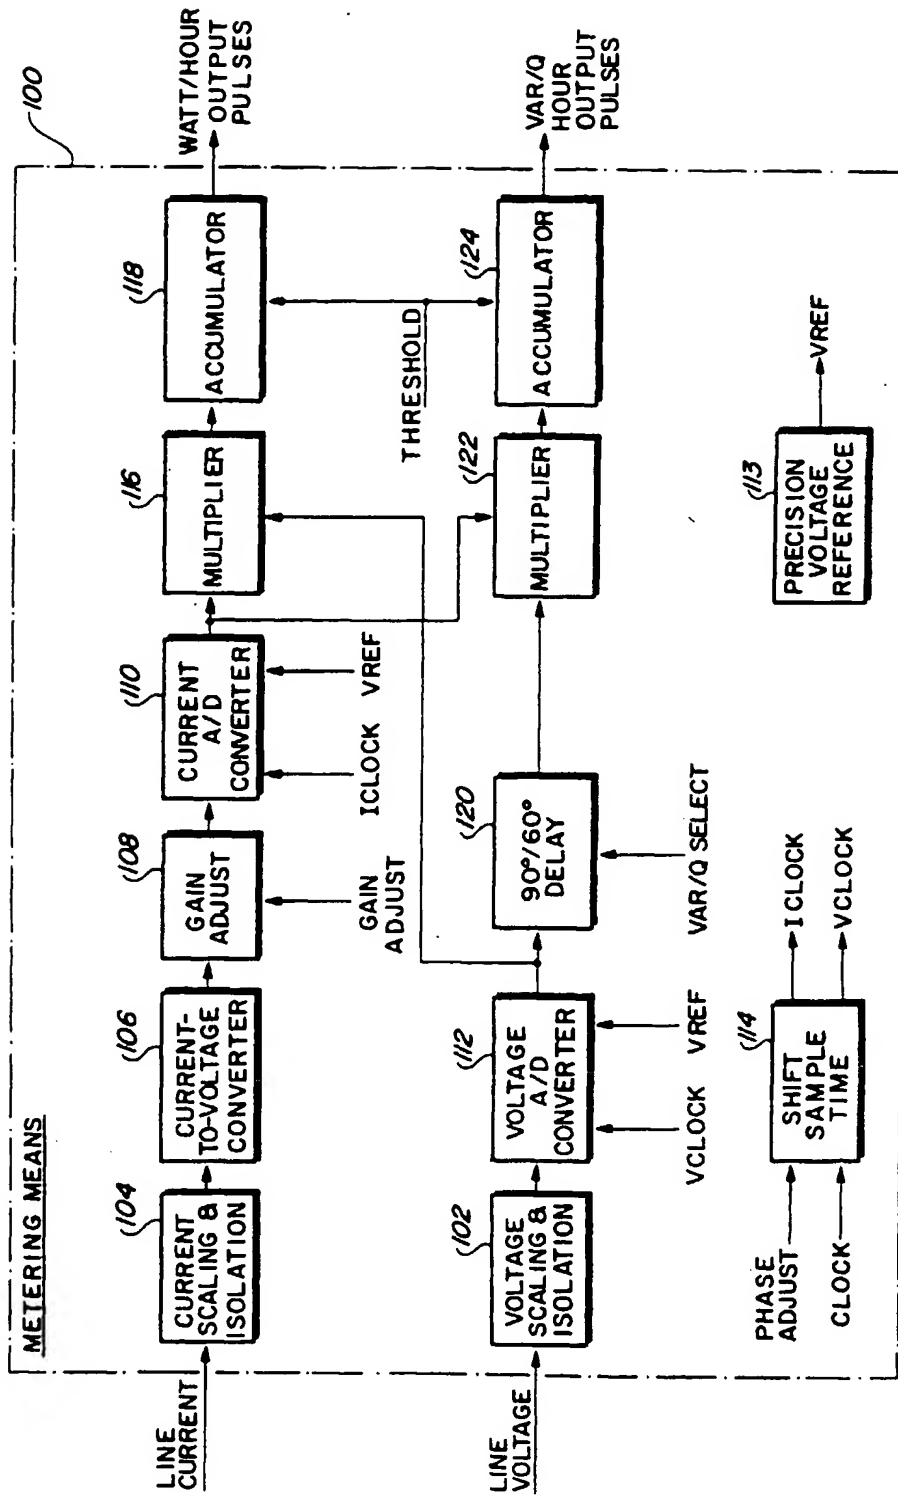 METERING MEANS
100
LINE
CURRENT
104
CURRENT
SCALING &
ISOLATION
106
CURRENT-
TO-VOLTAGE
CONVERTER
108
GAIN
ADJUST
GAIN
ADJUST
110
CURRENT
A/D
CONVERTER
ICLOCK
VREF
116
MULTIPLIER
118
ACCUMULATOR
WATT/HOUR
OUTPUT
PULSES
THRESHOLD
LINE
VOLTAGE
102
VOLTAGE
SCALING &
ISOLATION
112
VOLTAGE
A/D
CONVERTER
VCLOCK
VREF
120
90°/60°
DELAY
VAR/Q SELECT
122
MULTIPLIER
124
ACCUMULATOR
VAR/Q
HOUR
OUTPUT
PULSES
PHASE
ADJUST
CLOCK
114
SHIFT
SAMPLE
TIME
ICLOCK
VCLOCK
113
PRECISION
VOLTAGE
REFERENCE
VREF